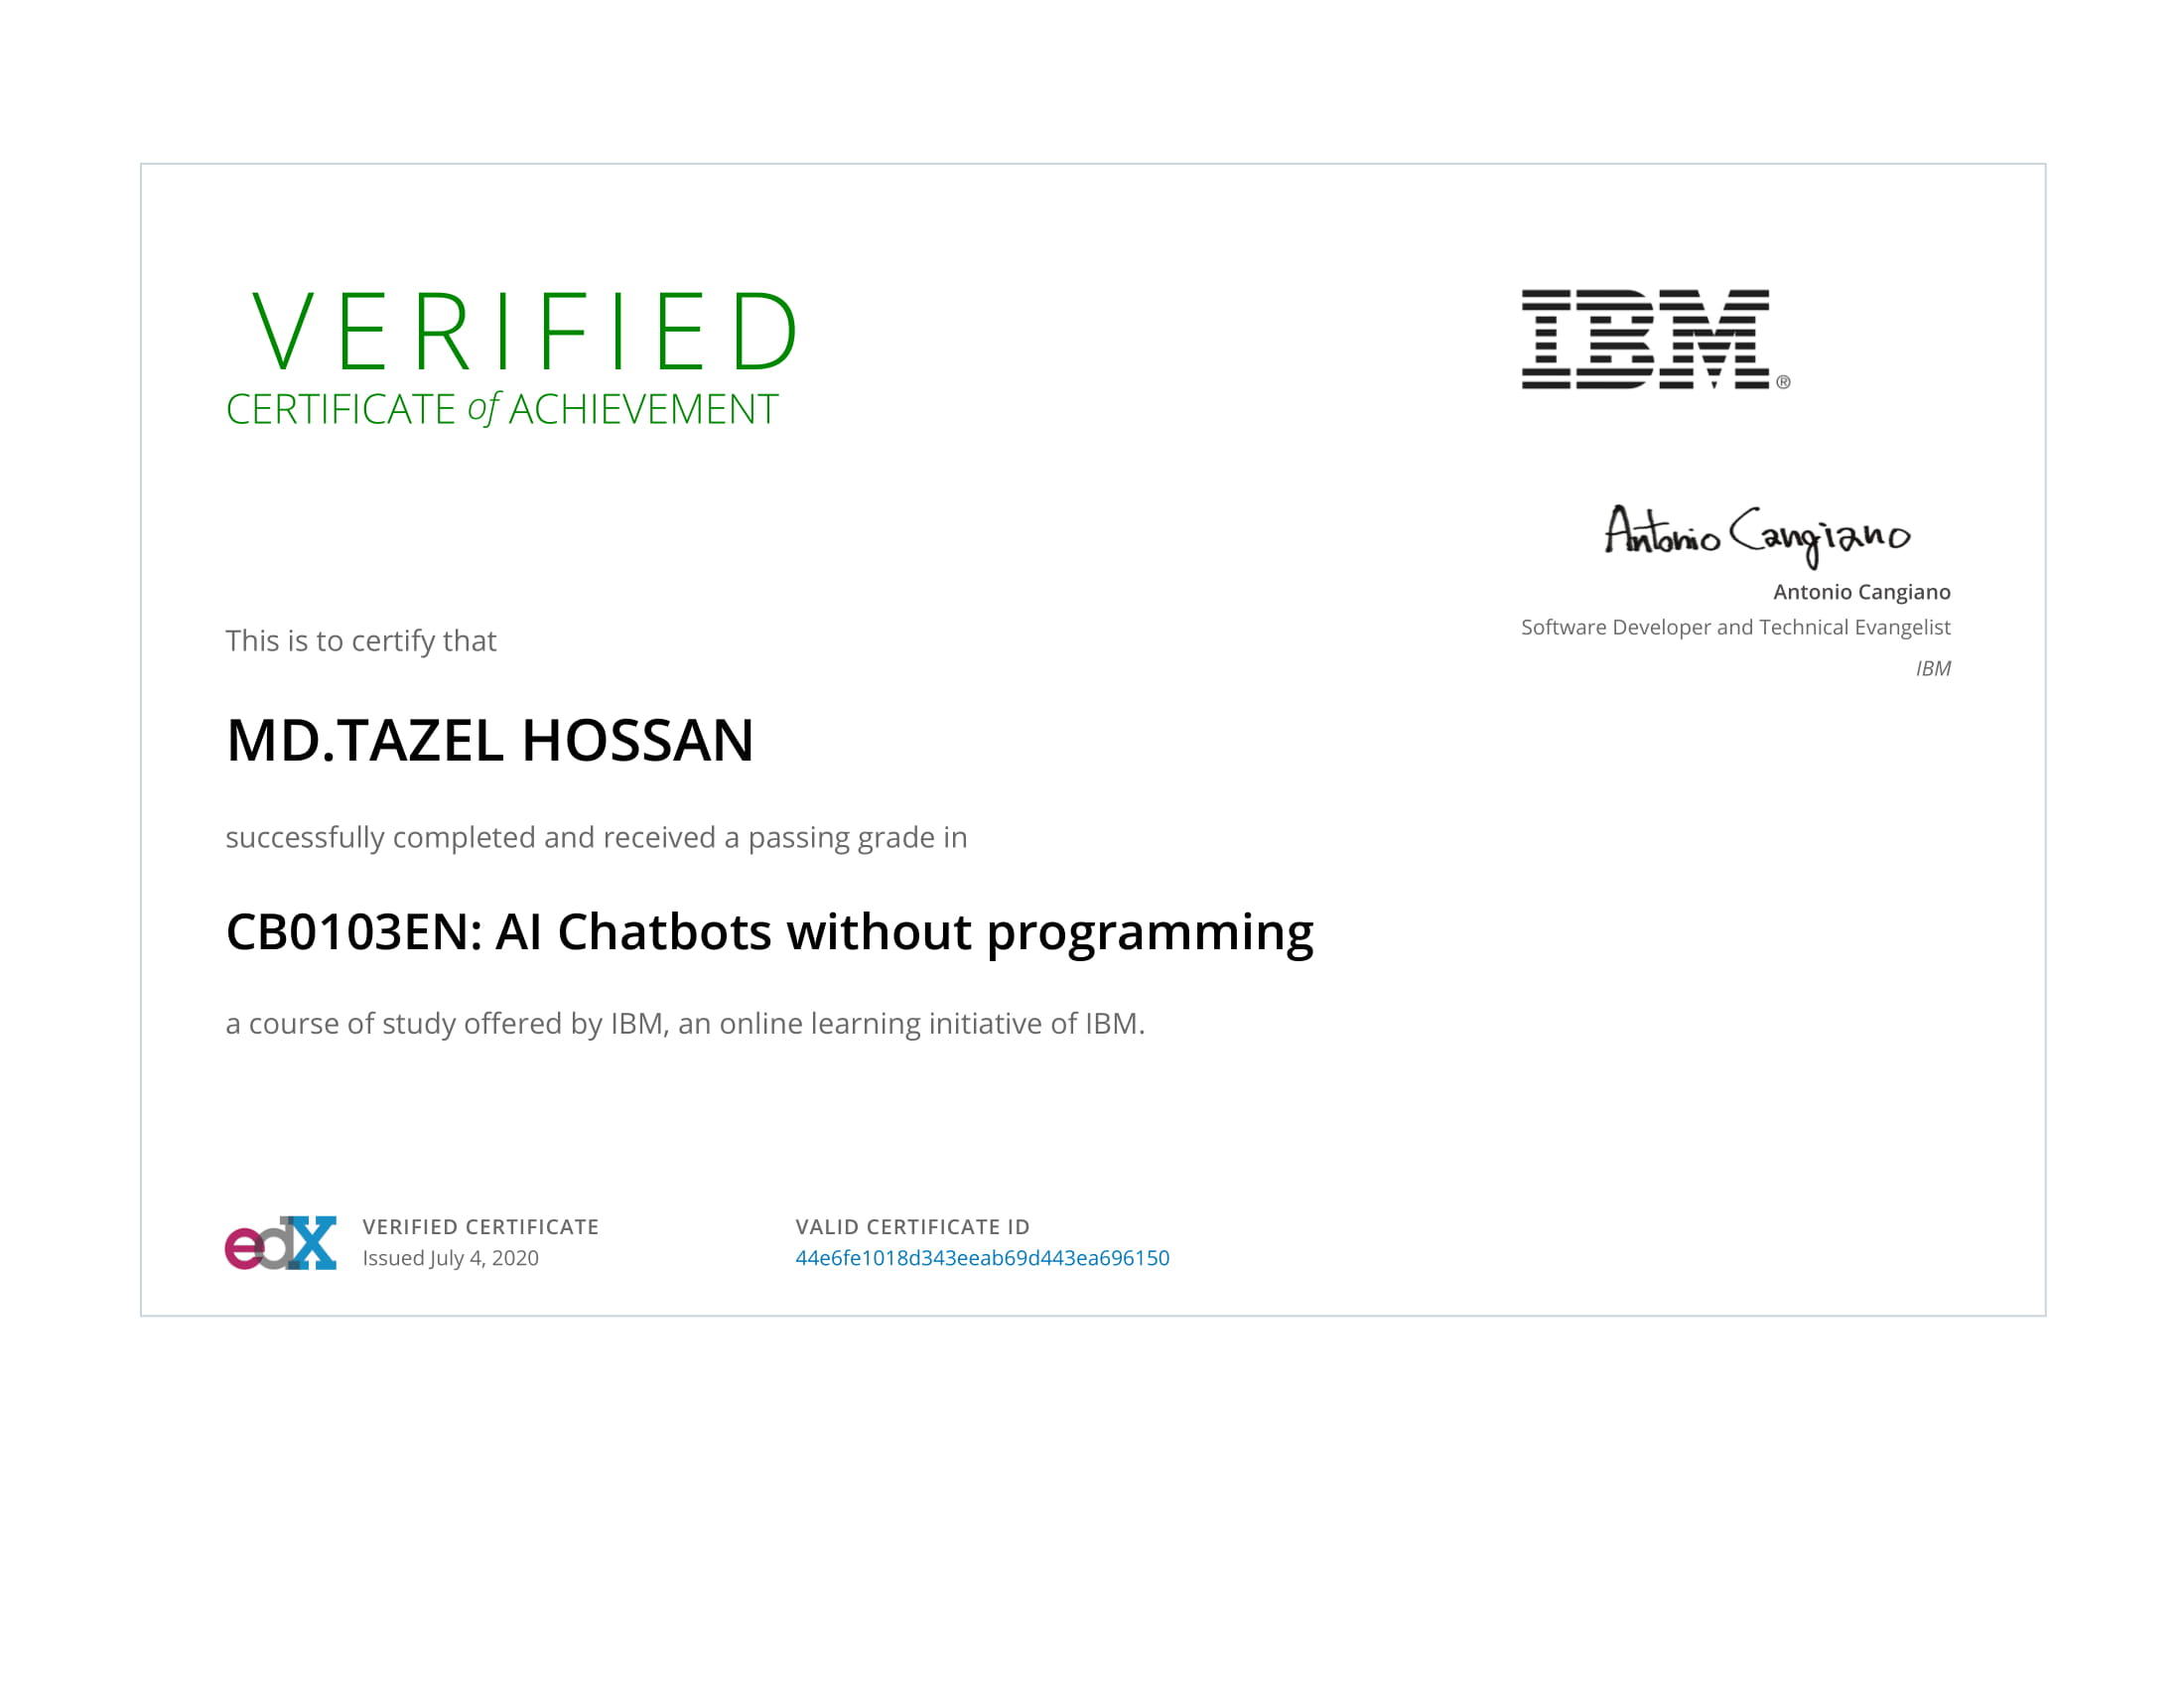 VERIFIED
CERTIFICATE of ACHIEVEMENT
IBM®
Antonio Cangiano
Antonio Cangiano
Software Developer and Technical Evangelist
IBM
This is to certify that
MD.TAZEL HOSSAN
successfully completed and received a passing grade in
CB0103EN: AI Chatbots without programming
a course of study offered by IBM, an online learning initiative of IBM.
edX
VERIFIED CERTIFICATE
Issued July 4, 2020
VALID CERTIFICATE ID
44e6fe1018d343eeab69d443ea696150